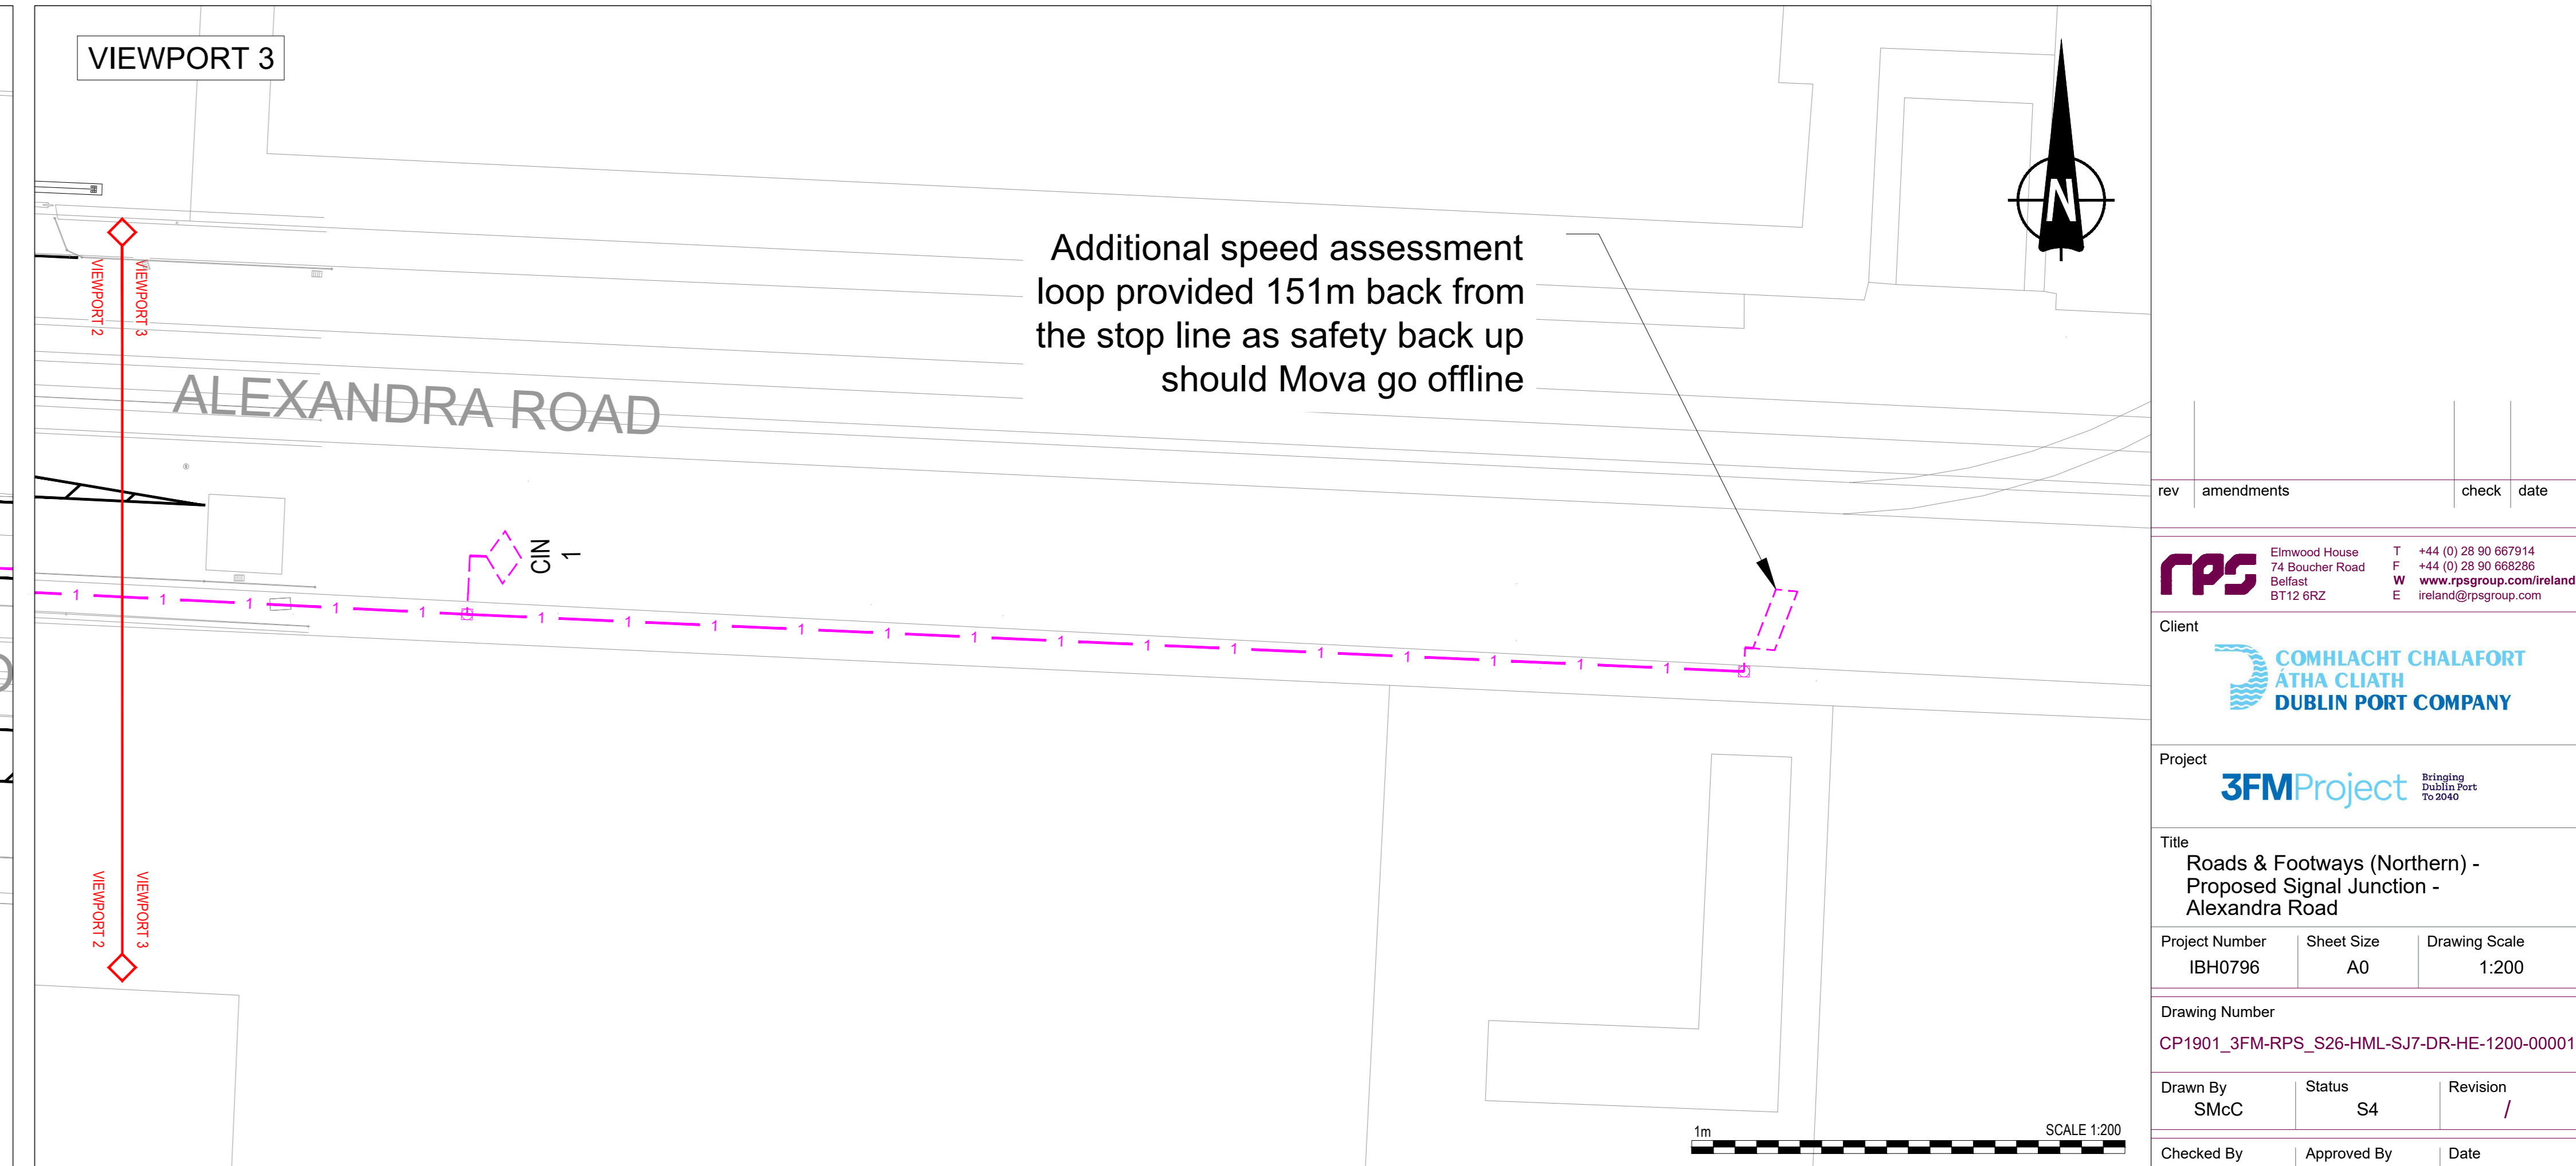 VIEWPORT 3
VIEWPORT 2
VIEWPORT 3
Additional speed assessment
loop provided 151m back from
the stop line as safety back up
should Mova go offline
N
ALEXANDRA ROAD
CIN
1
1 1 1 1 1 1 1 1 1 1 1 1 1 1 1 1 1 1 1
VIEWPORT 2
VIEWPORT 3
1m
SCALE 1:200
rev amendments check date
rps
Elmwood House
74 Boucher Road
Belfast
BT12 6RZ
T +44 (0) 28 90 667914
F +44 (0) 28 90 668286
W www.rpsgroup.com/ireland
E ireland@rpsgroup.com
Client
COMHLACHT CHALAFORT
ÁTHA CLIATH
DUBLIN PORT COMPANY
Project
3FMProject
Bringing
Dublin Port
To 2040
Title
Roads & Footways (Northern) -
Proposed Signal Junction -
Alexandra Road
Project Number Sheet Size Drawing Scale
IBH0796 A0 1:200
Drawing Number
CP1901_3FM-RPS_S26-HML-SJ7-DR-HE-1200-00001
Drawn By Status Revision
SMcC S4 /
Checked By Approved By Date